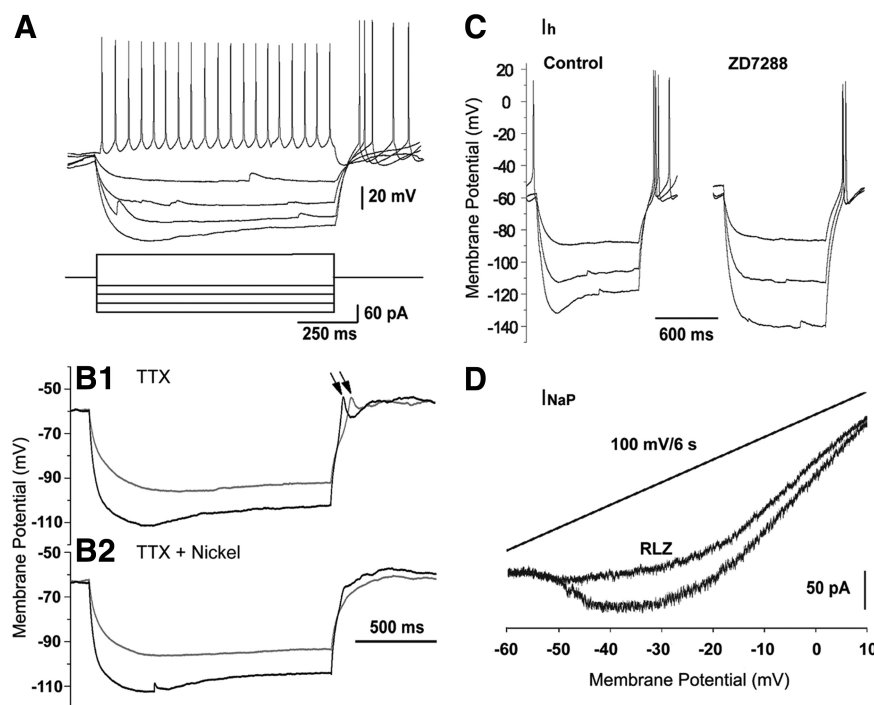 A
20 mV
60 pA
250 ms
B1 TTX
-50
-70
-90
-110
B2 TTX + Nickel
-50
-70
-90
-110
Membrane Potential (mV)
500 ms
C
Ih
Control
ZD7288
20
0
-20
-40
-60
-80
-100
-120
-140
Membrane Potential (mV)
600 ms
D
INaP
100 mV/6 s
RLZ
50 pA
-60 -50 -40 -30 -20 -10 0 10
Membrane Potential (mV)